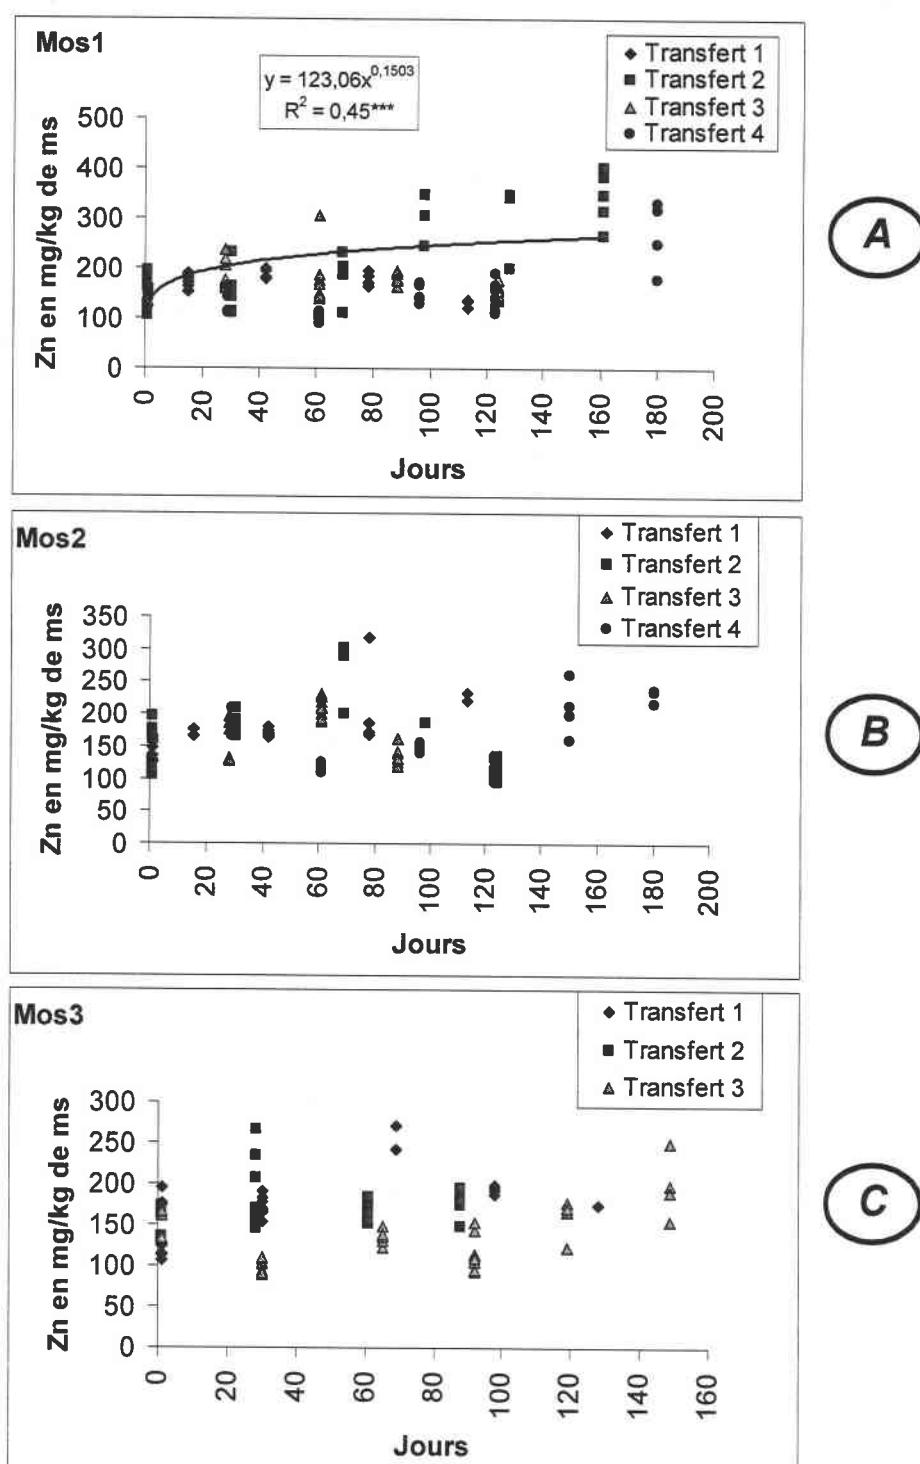 Mos1
y = 123,06x^0,1503
R² = 0,45***
Transfert 1
Transfert 2
Transfert 3
Transfert 4
Zn en mg/kg de ms
500
400
300
200
100
0
0 20 40 60 80 100 120 140 160 180 200
Jours
A
Mos2
Transfert 1
Transfert 2
Transfert 3
Transfert 4
Zn en mg/kg de ms
350
300
250
200
150
100
50
0
0 20 40 60 80 100 120 140 160 180 200
Jours
B
Mos3
Transfert 1
Transfert 2
Transfert 3
Zn en mg/kg de ms
300
250
200
150
100
50
0
0 20 40 60 80 100 120 140 160
Jours
C